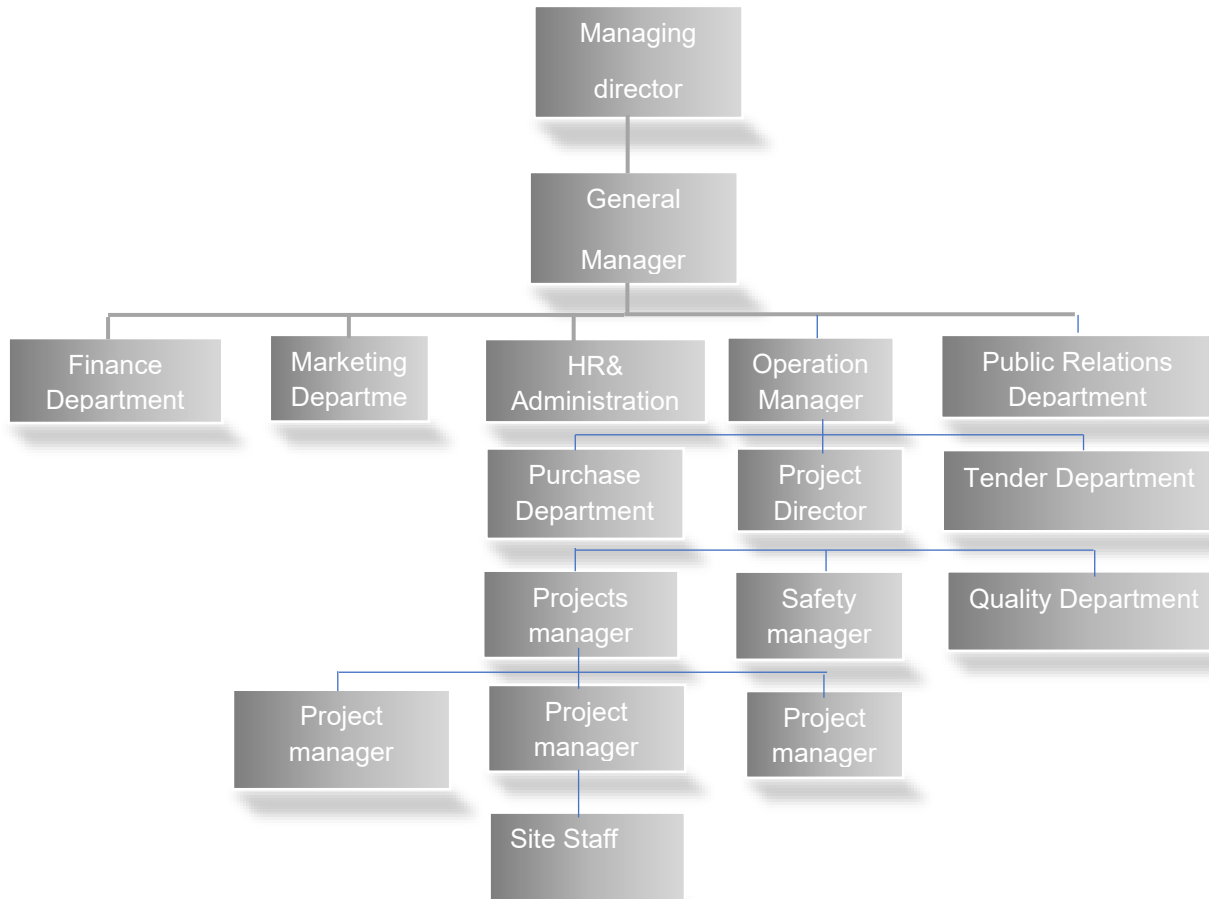 Managing
director
General
Manager
Finance
Department
Marketing
Departme
HR&
Administration
Operation
Manager
Public Relations
Department
Purchase
Department
Project
Director
Tender Department
Projects
manager
Safety
manager
Quality Department
Project
manager
Project
manager
Project
manager
Site Staff